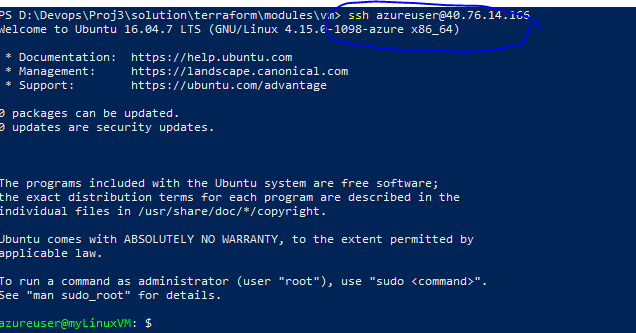 PS D:\Devops\Proj3\solution\terraform\modules\vm> ssh azureuser@40.76.14.166
Welcome to Ubuntu 16.04.7 LTS (GNU/Linux 4.15.0-1098-azure x86_64)
* Documentation: https://help.ubuntu.com
* Management: https://landscape.canonical.com
* Support: https://ubuntu.com/advantage
0 packages can be updated.
0 updates are security updates.
The programs included with the Ubuntu system are free software;
the exact distribution terms for each program are described in the
individual files in /usr/share/doc/*/copyright.
Ubuntu comes with ABSOLUTELY NO WARRANTY, to the extent permitted by
applicable law.
To run a command as administrator (user "root"), use "sudo <command>".
See "man sudo_root" for details.
azureuser@myLinuxVM: $